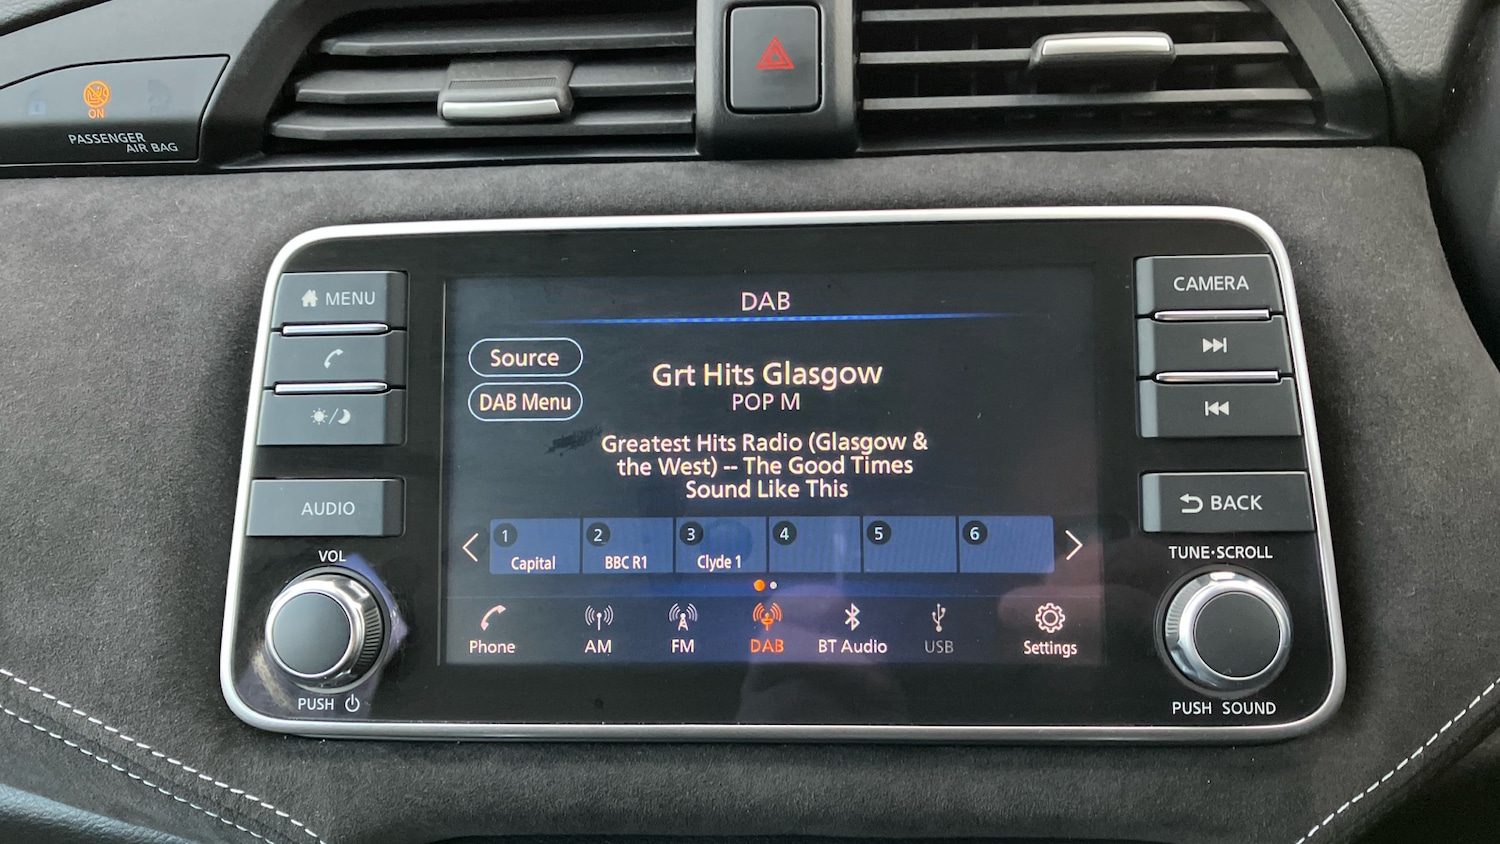 ON
PASSENGER
AIR BAG
MENU
AUDIO
VOL
PUSH
DAB
Source
DAB Menu
Grt Hits Glasgow
POP M
Greatest Hits Radio (Glasgow &
the West) -- The Good Times
Sound Like This
1 2 3 4 5 6
Capital BBC R1 Clyde 1
Phone AM FM DAB BT Audio USB Settings
CAMERA
BACK
TUNE·SCROLL
PUSH SOUND